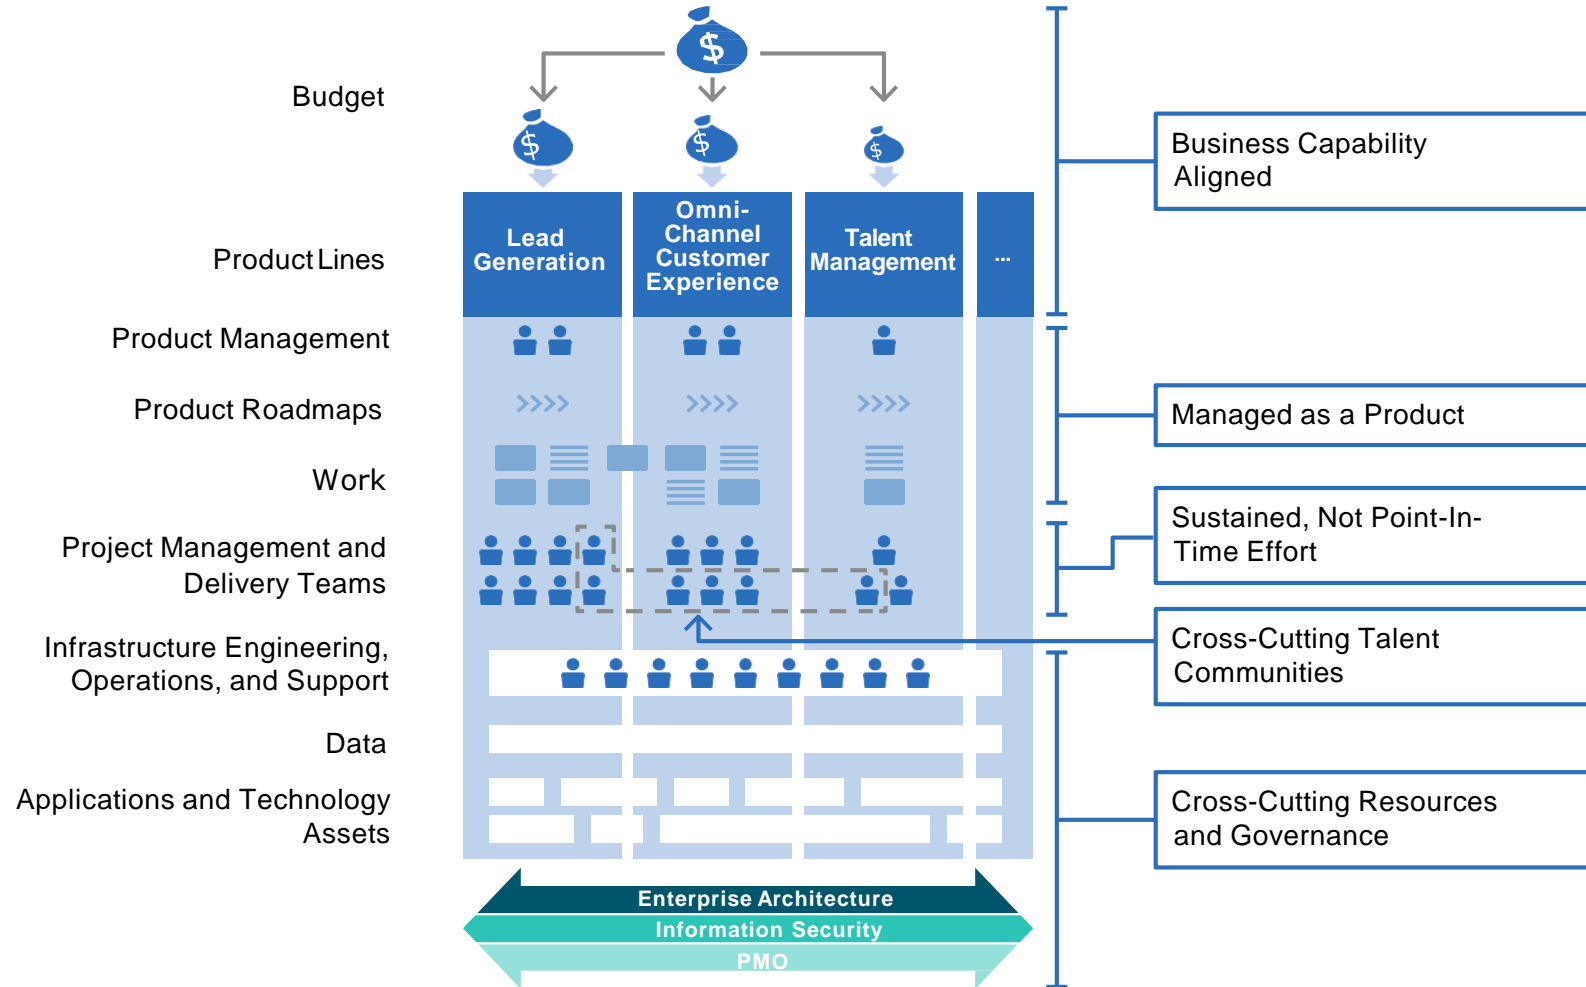 $
Budget
$
$
$
Business Capability
Aligned
Product Lines
Lead
Generation
Omni-
Channel
Customer
Experience
Talent
Management
...
Product Management
Product Roadmaps
Managed as a Product
Work
Sustained, Not Point-In-
Time Effort
Project Management and
Delivery Teams
Cross-Cutting Talent
Communities
Infrastructure Engineering,
Operations, and Support
Data
Applications and Technology
Assets
Cross-Cutting Resources
and Governance
Enterprise Architecture
Information Security
PMO